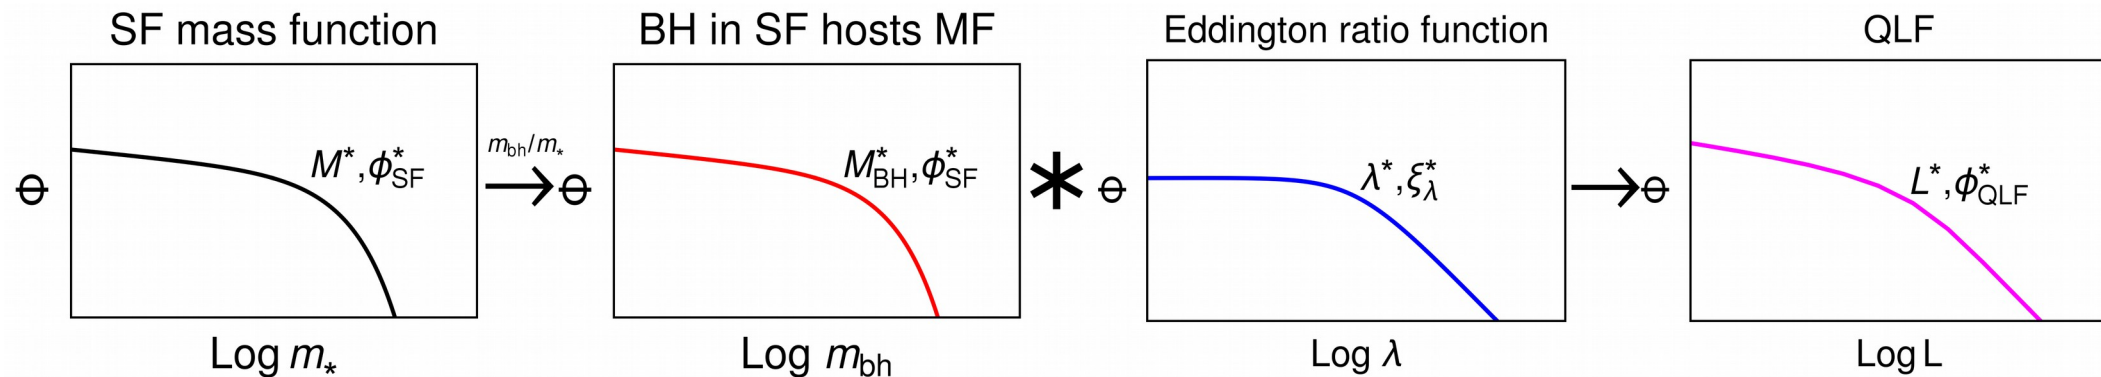 SF mass function
BH in SF hosts MF
Eddington ratio function
QLF
ϕ
M*,ϕ*SF
Log m*
mbh/m*
ϕ
M*BH,ϕ*SF
Log mbh
*
ϕ
λ*,ξ*λ
Log λ
ϕ
L*,ϕ*QLF
Log L